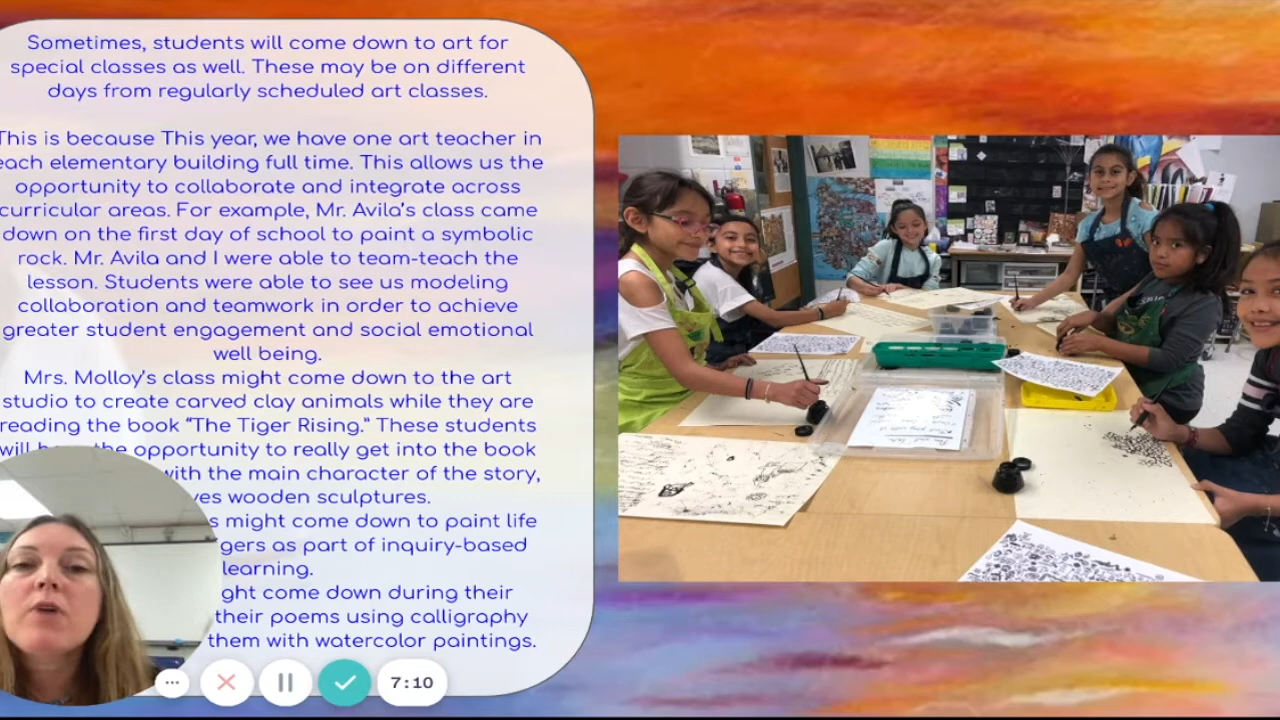 Sometimes, students will come down to art for
special classes as well. These may be on different
days from regularly scheduled art classes.
This is because This year, we have one art teacher in
each elementary building full time. This allows us the
opportunity to collaborate and integrate across
curricular areas. For example, Mr. Avila's class came
down on the first day of school to paint a symbolic
rock. Mr. Avila and I were able to team-teach the
lesson. Students were able to see us modeling
collaboration and teamwork in order to achieve
greater student engagement and social emotional
well being.
Mrs. Molloy's class might come down to the art
studio to create carved clay animals while they are
reading the book “The Tiger Rising.” These students
will the opportunity to really get into the book
with the main character of the story,
wooden sculptures.
might come down to paint life
as part of inquiry-based
learning.
come down during their
their poems using calligraphy
them with watercolor paintings.
7:10